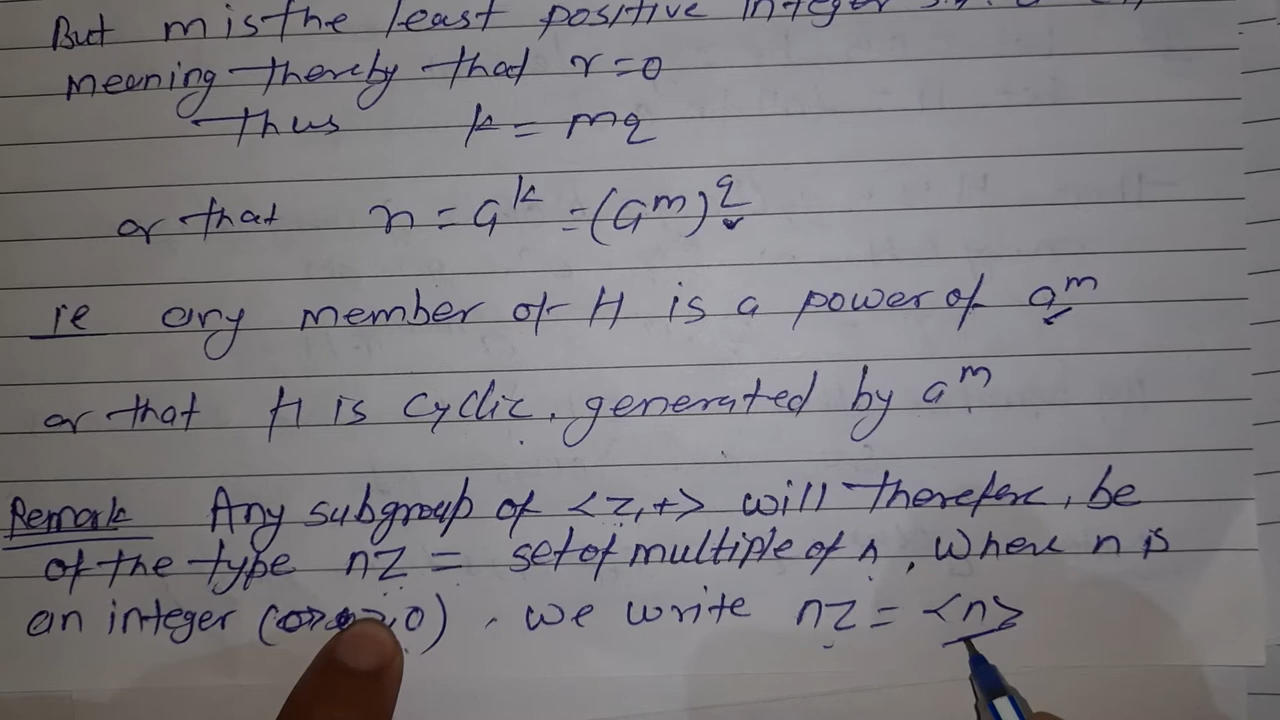 But m is the least positive integer s.t.
meaning thereby that r=0
thus k = mq
or that x = a^k = (a^m)^q
ie any member of H is a power of a^m
or that H is cyclic, generated by a^m
Remark Any subgroup of <Z,+> will therefore, be
of the type nZ = set of multiple of n, where n is
an integer ( 0). We write nZ = <n>